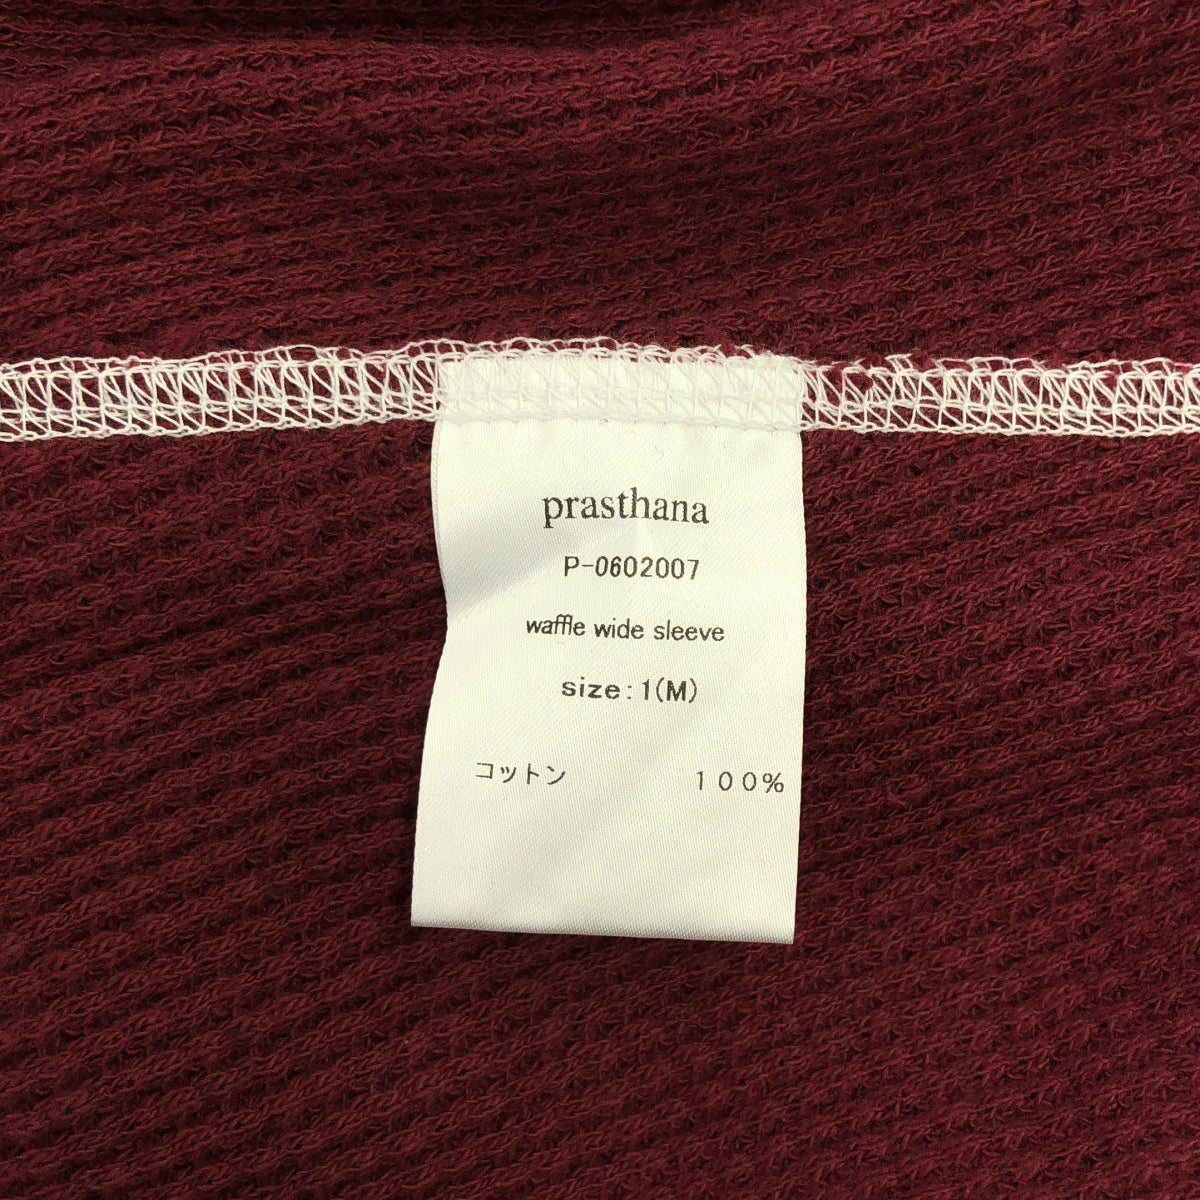 prasthana
P-0602007
waffle wide sleeve
size:1(M)
コットン 100%